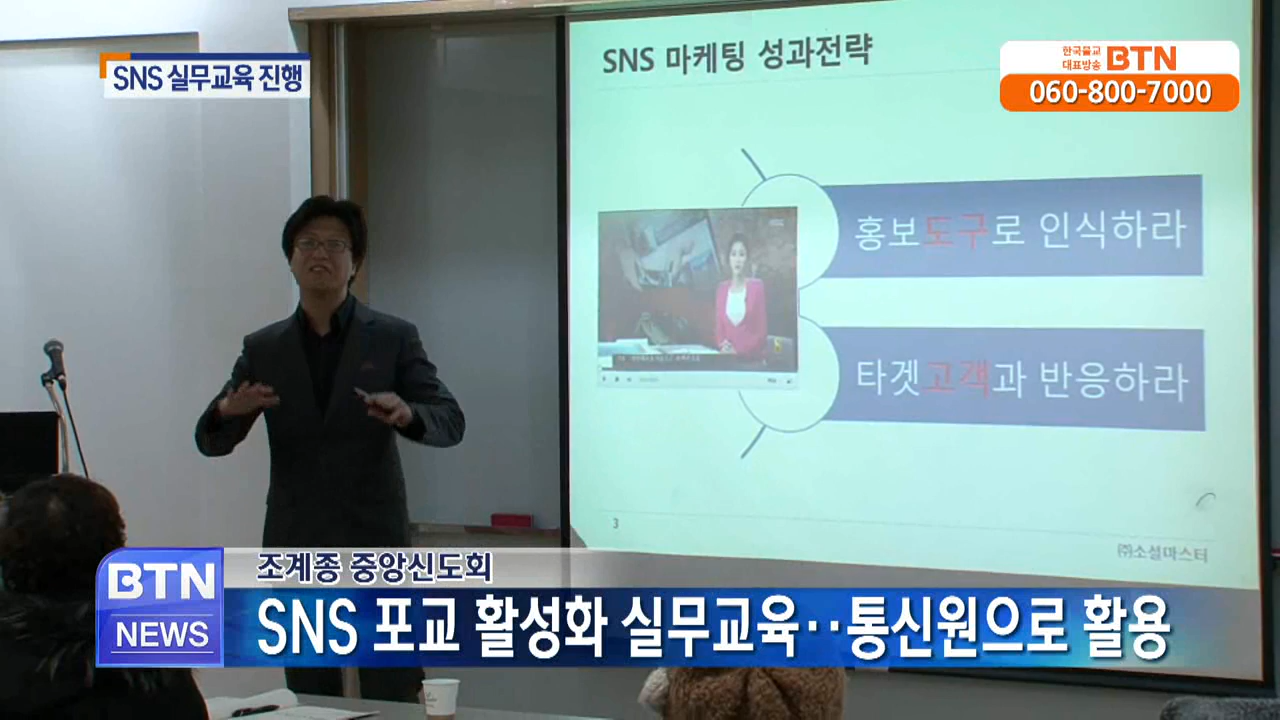 SNS 실무교육 진행
SNS 마케팅 성과전략
한국불교
대표방송 BTN
060-800-7000
홍보도구로 인식하라
타겟고객과 반응하라
3
㈜소셜마스터
조계종 중앙신도회
BTN
NEWS
SNS 포교 활성화 실무교육··통신원으로 활용